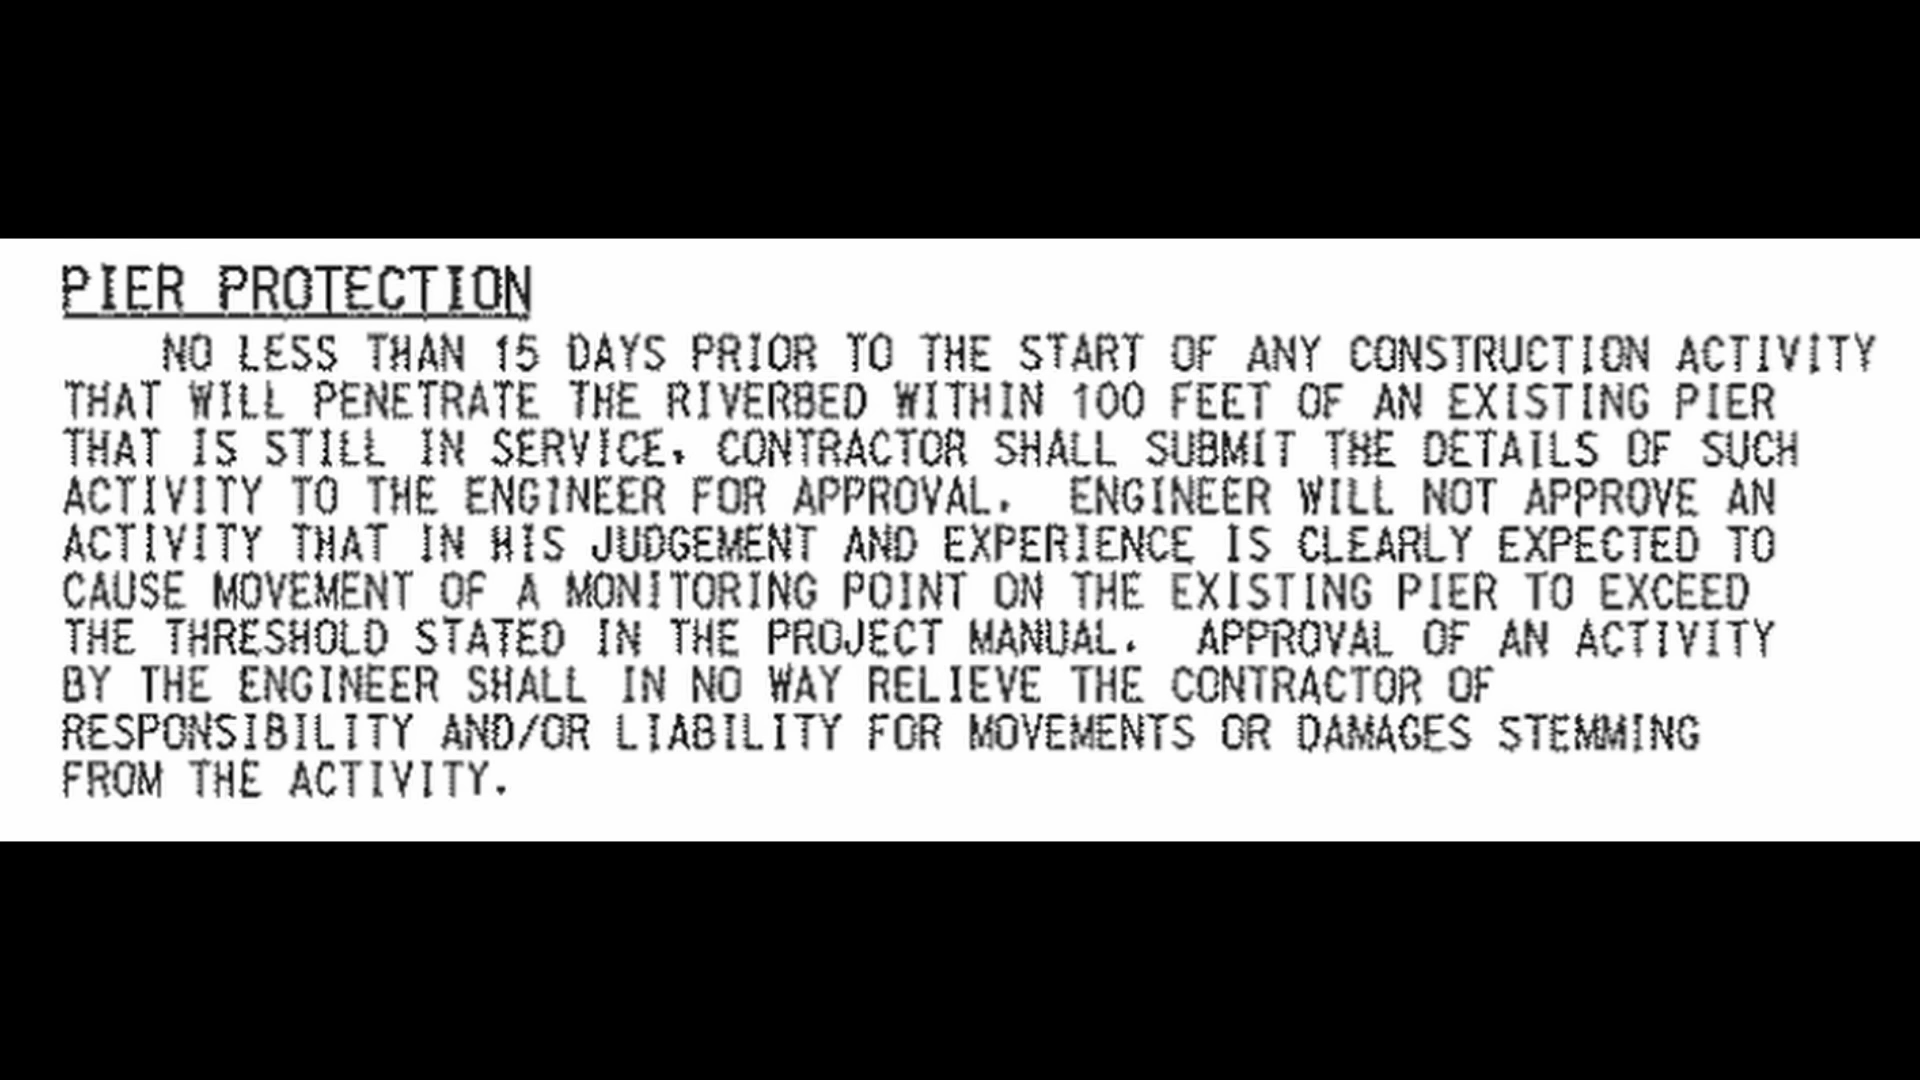 PIER PROTECTION
NO LESS THAN 15 DAYS PRIOR TO THE START OF ANY CONSTRUCTION ACTIVITY
THAT WILL PENETRATE THE RIVERBED WITHIN 100 FEET OF AN EXISTING PIER
THAT IS STILL IN SERVICE, CONTRACTOR SHALL SUBMIT THE DETAILS OF SUCH
ACTIVITY TO THE ENGINEER FOR APPROVAL.  ENGINEER WILL NOT APPROVE AN
ACTIVITY THAT IN HIS JUDGEMENT AND EXPERIENCE IS CLEARLY EXPECTED TO
CAUSE MOVEMENT OF A MONITORING POINT ON THE EXISTING PIER TO EXCEED
THE THRESHOLD STATED IN THE PROJECT MANUAL.  APPROVAL OF AN ACTIVITY
BY THE ENGINEER SHALL IN NO WAY RELIEVE THE CONTRACTOR OF
RESPONSIBILITY AND/OR LIABILITY FOR MOVEMENTS OR DAMAGES STEMMING
FROM THE ACTIVITY.